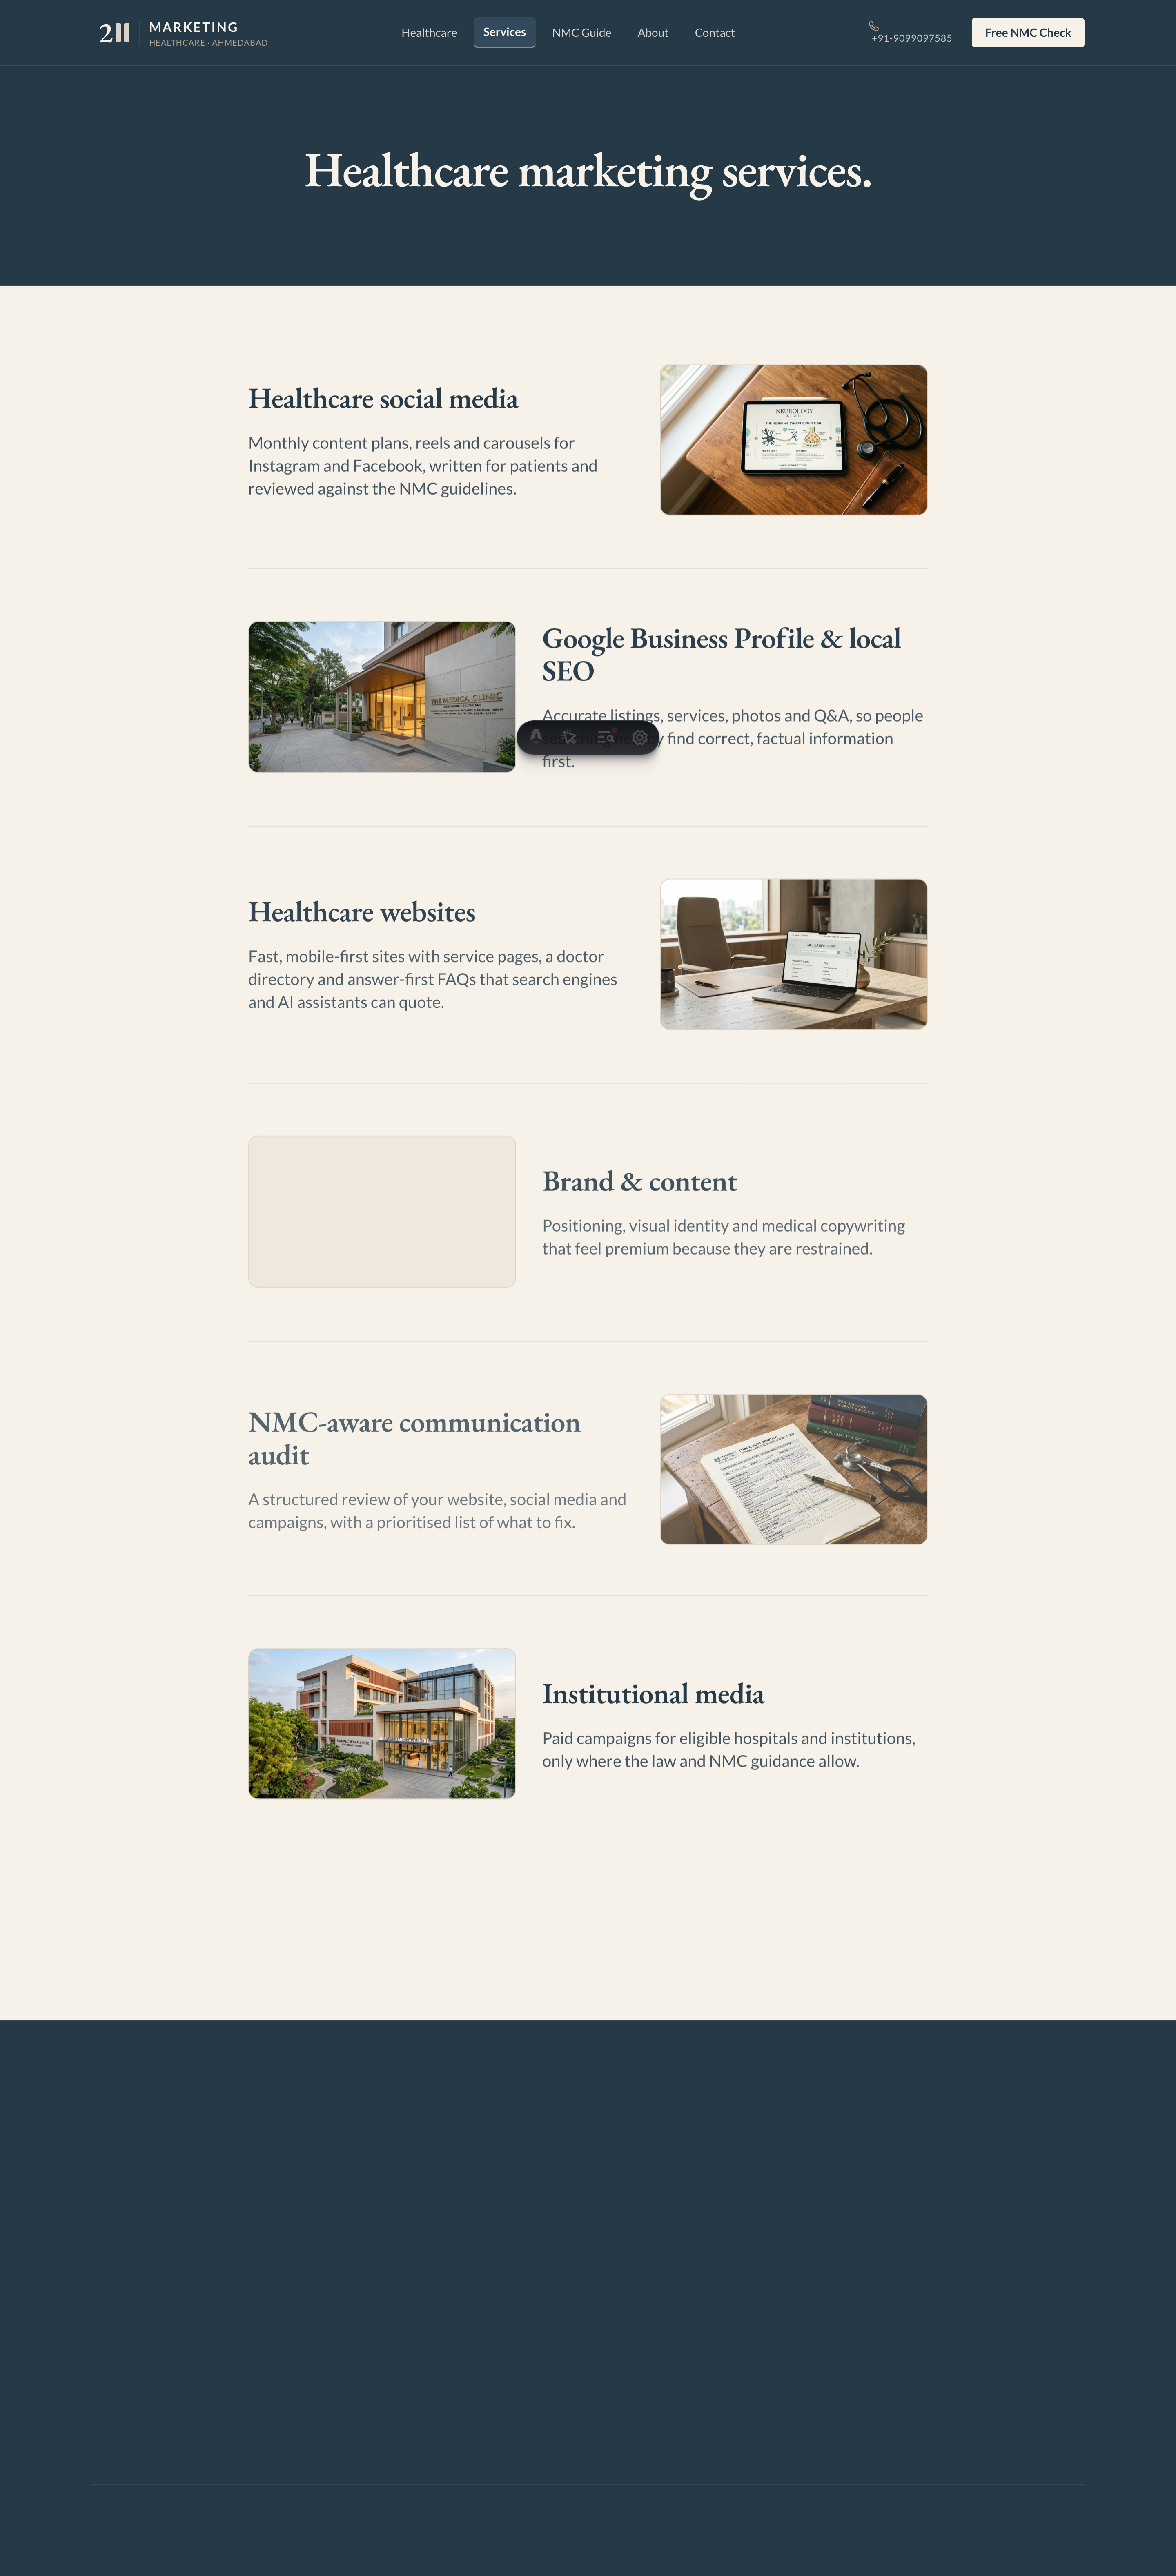 211
MARKETING
HEALTHCARE · AHMEDABAD
Healthcare
Services
NMC Guide
About
Contact
+91-9099097585
Free NMC Check
Healthcare marketing services.
Healthcare social media
Monthly content plans, reels and carousels for
Instagram and Facebook, written for patients and
reviewed against the NMC guidelines.
NEUROLOGY
THE MEDICA CLINIC
Google Business Profile & local
SEO
Accurate listings, services, photos and Q&A, so people
find correct, factual information
first.
Healthcare websites
Fast, mobile-first sites with service pages, a doctor
directory and answer-first FAQs that search engines
and AI assistants can quote.
Brand & content
Positioning, visual identity and medical copywriting
that feel premium because they are restrained.
NMC-aware communication
audit
A structured review of your website, social media and
campaigns, with a prioritised list of what to fix.
Institutional media
Paid campaigns for eligible hospitals and institutions,
only where the law and NMC guidance allow.